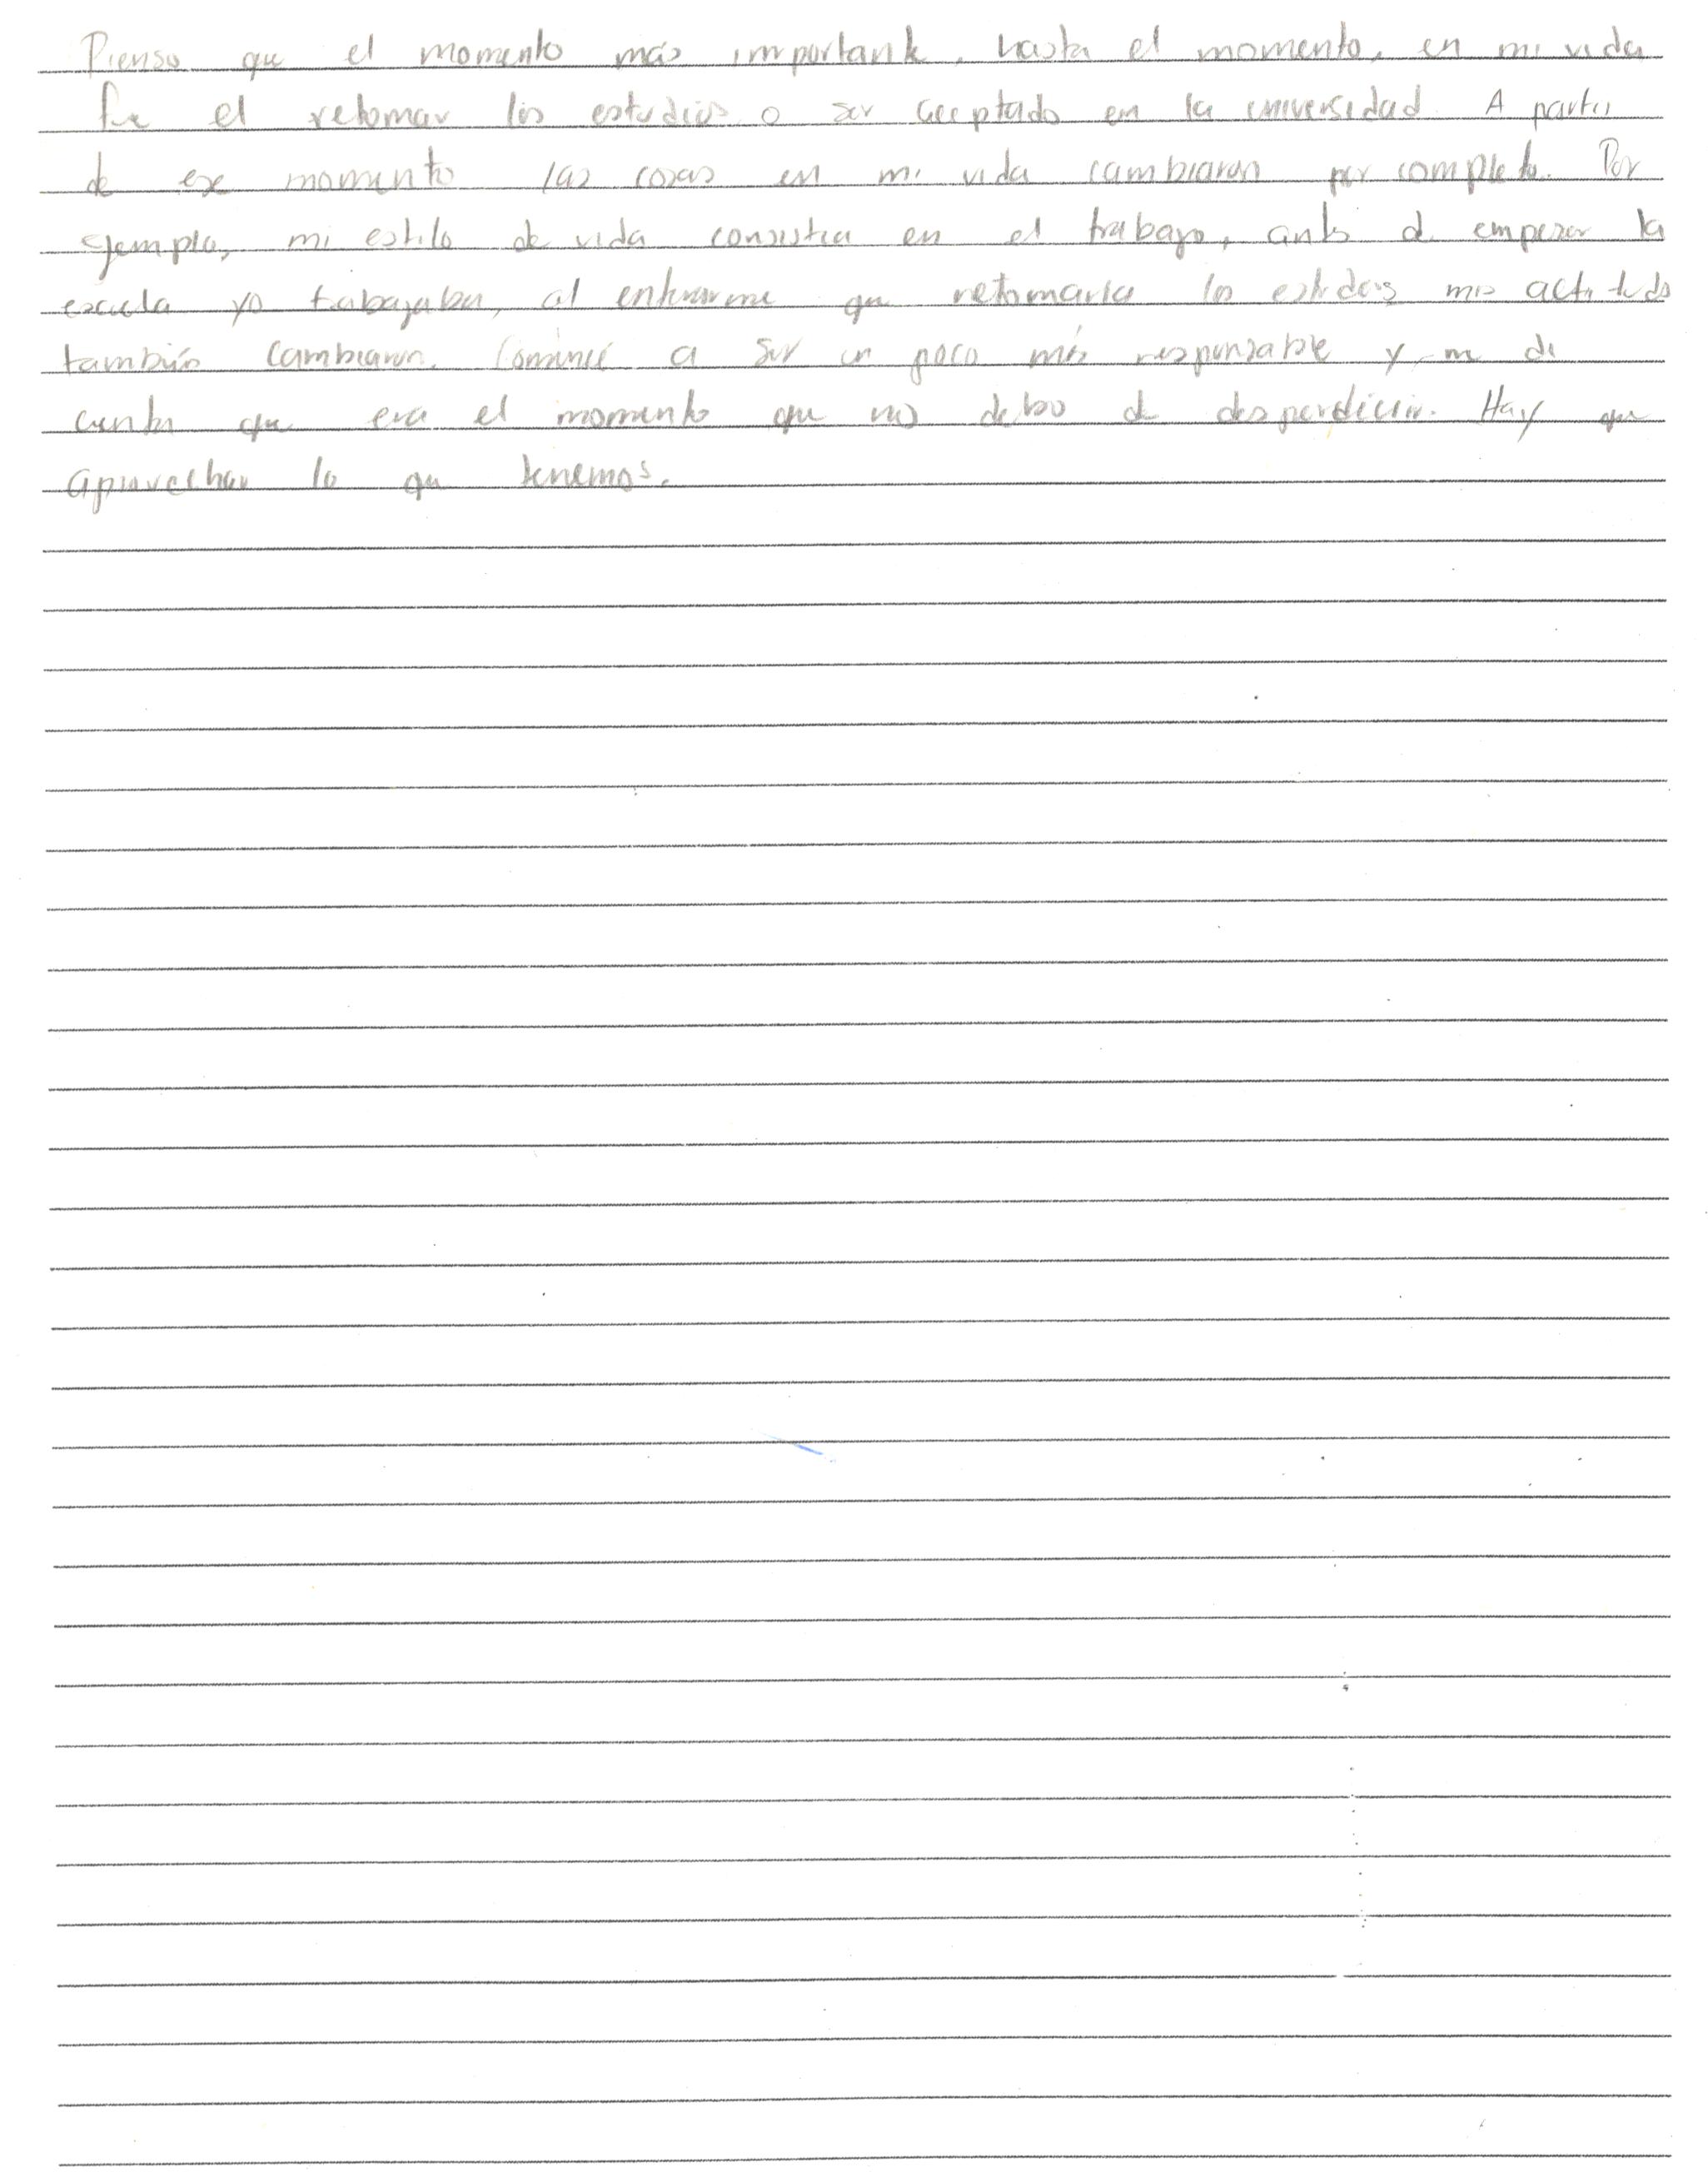 Pienso que el momento más importante, hasta el momento, en mi vida
fue el retomar los estudios o ser aceptado en la universidad. A partir
de ese momento las cosas en mi vida cambiaron por completo. Por
ejemplo, mi estilo de vida consistia en el trabajo, antes de empezar la
escuela yo trabajaba, al enterarme que retomaria los estudios mis actitudes
también cambiaron. Comencé a ser un poco más responsable y me di
cuenta que era el momento que no debo de desperdiciar. Hay que
aprovechar lo que tenemos.